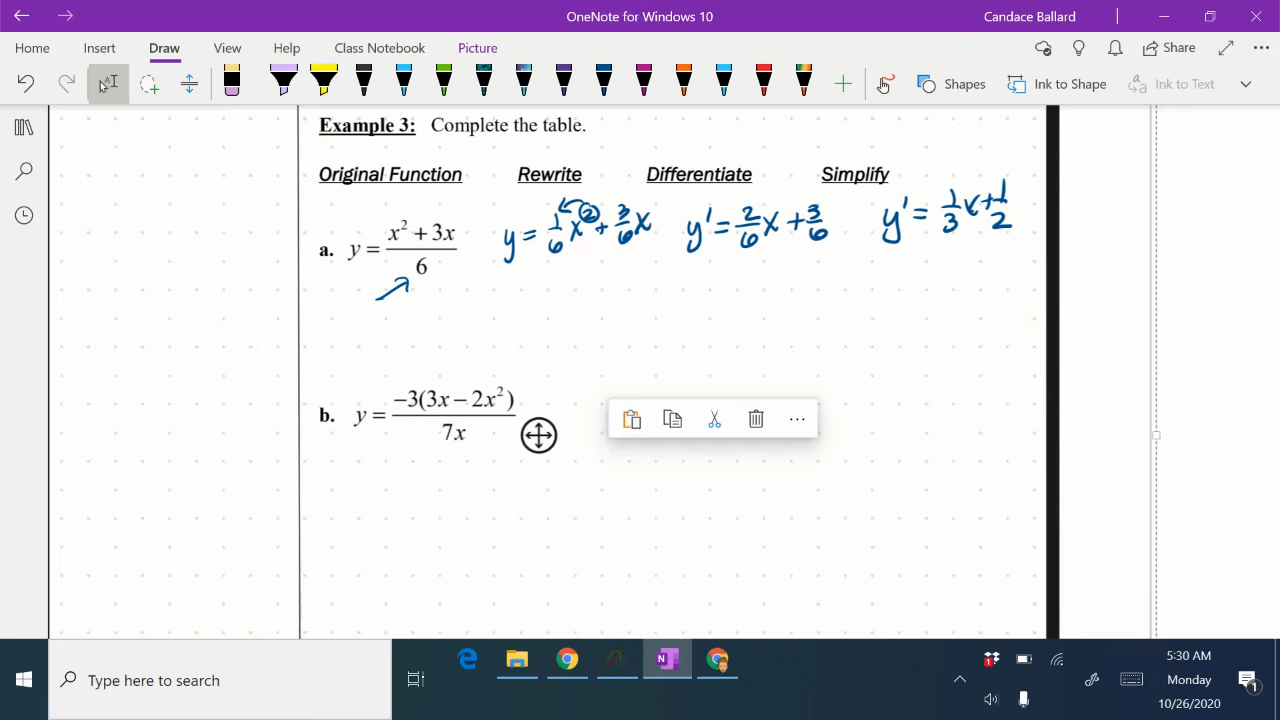 OneNote for Windows 10
Candace Ballard
Home Insert Draw View Help Class Notebook Picture Share
Shapes Ink to Shape Ink to Text
Example 3: Complete the table.
Original Function Rewrite Differentiate Simplify
a. y = (x² + 3x)/6 y = 1/6 x² + 3/6 x y' = 2/6 x + 3/6 y' = 1/3 x + 1/2
b. y = −3(3x − 2x²)/7x
Type here to search
5:30 AM
Monday
10/26/2020
1
1